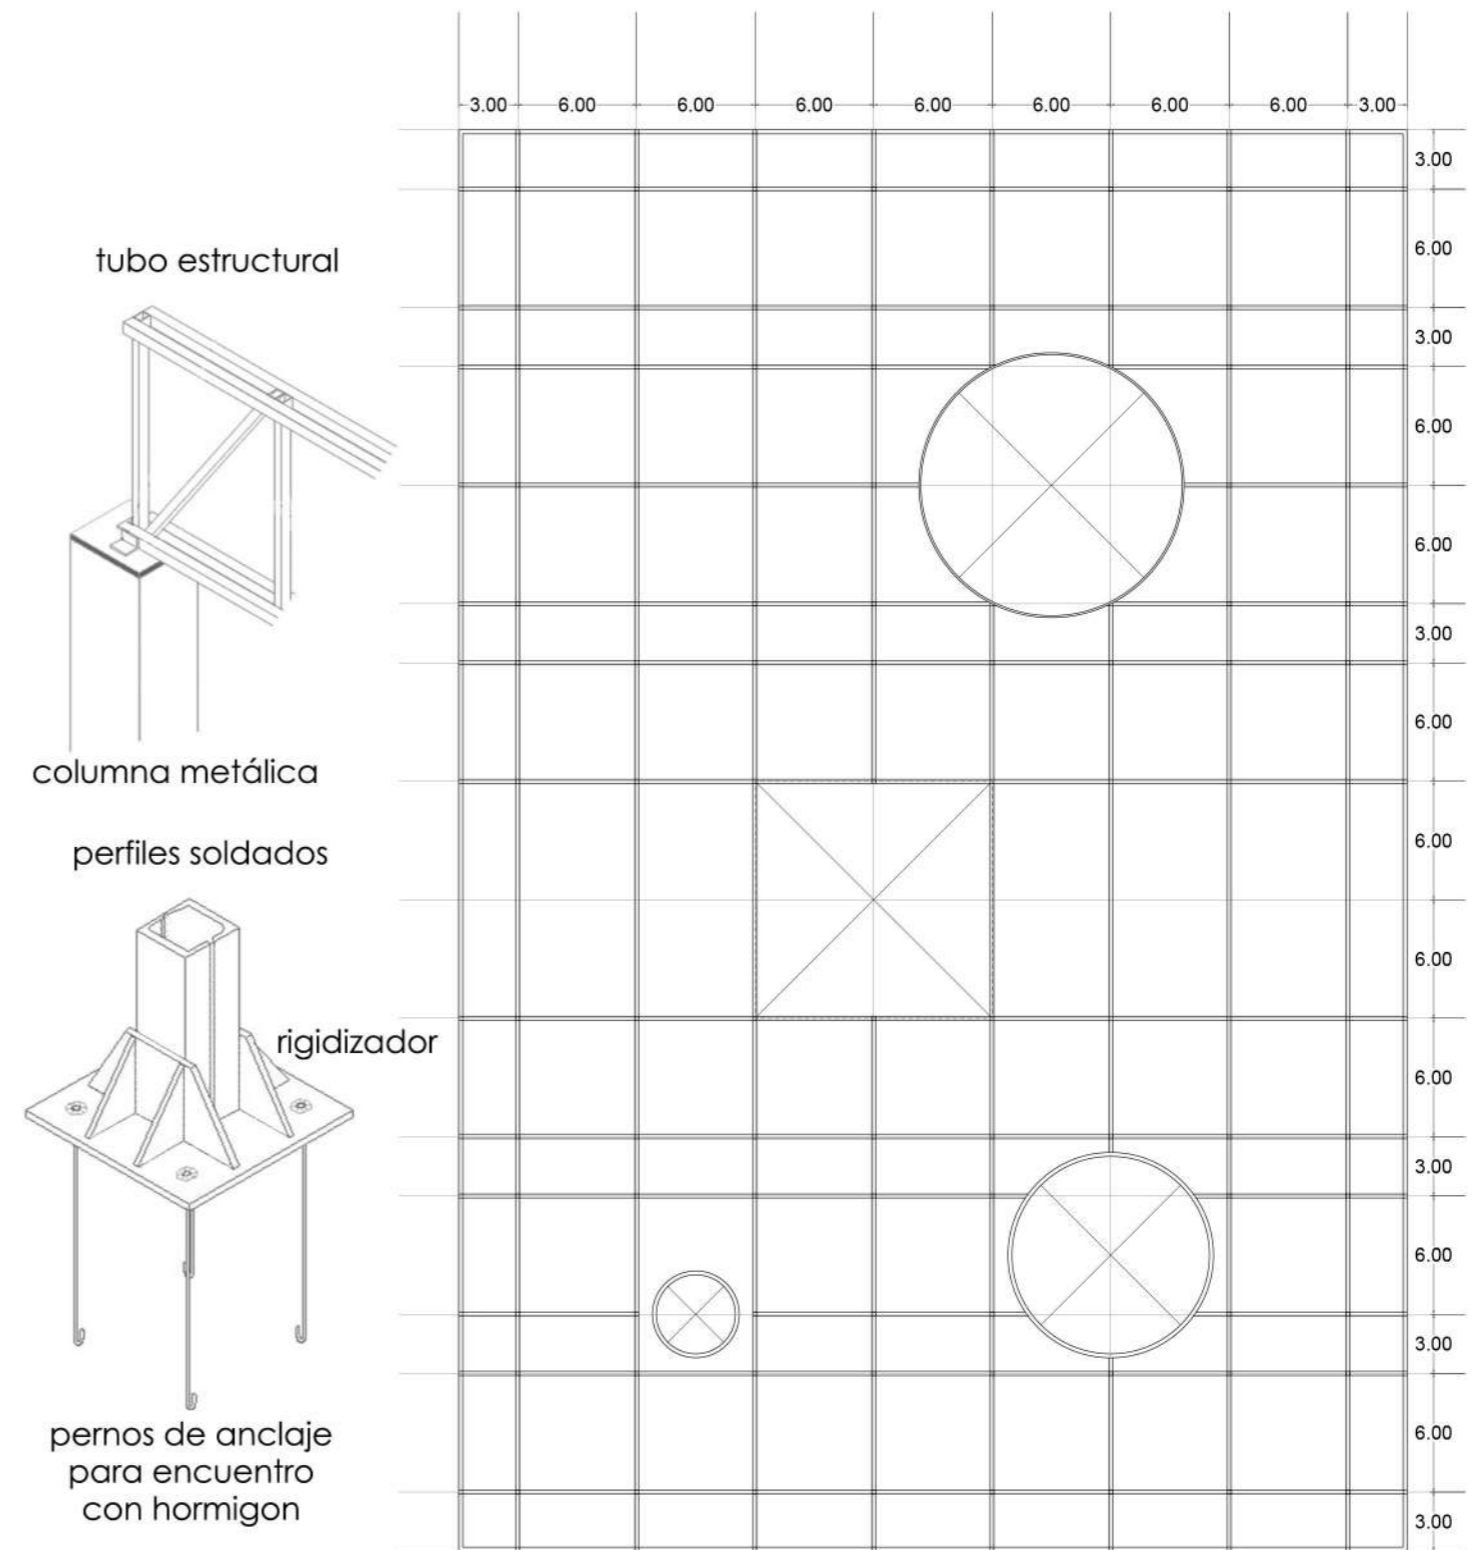 3.00 6.00 6.00 6.00 6.00 6.00 6.00 6.00 3.00
3.00
6.00
3.00
6.00
6.00
3.00
6.00
6.00
6.00
6.00
3.00
6.00
3.00
6.00
3.00
tubo estructural
columna metálica
perfiles soldados
rigidizador
pernos de anclaje
para encuentro
con hormigon